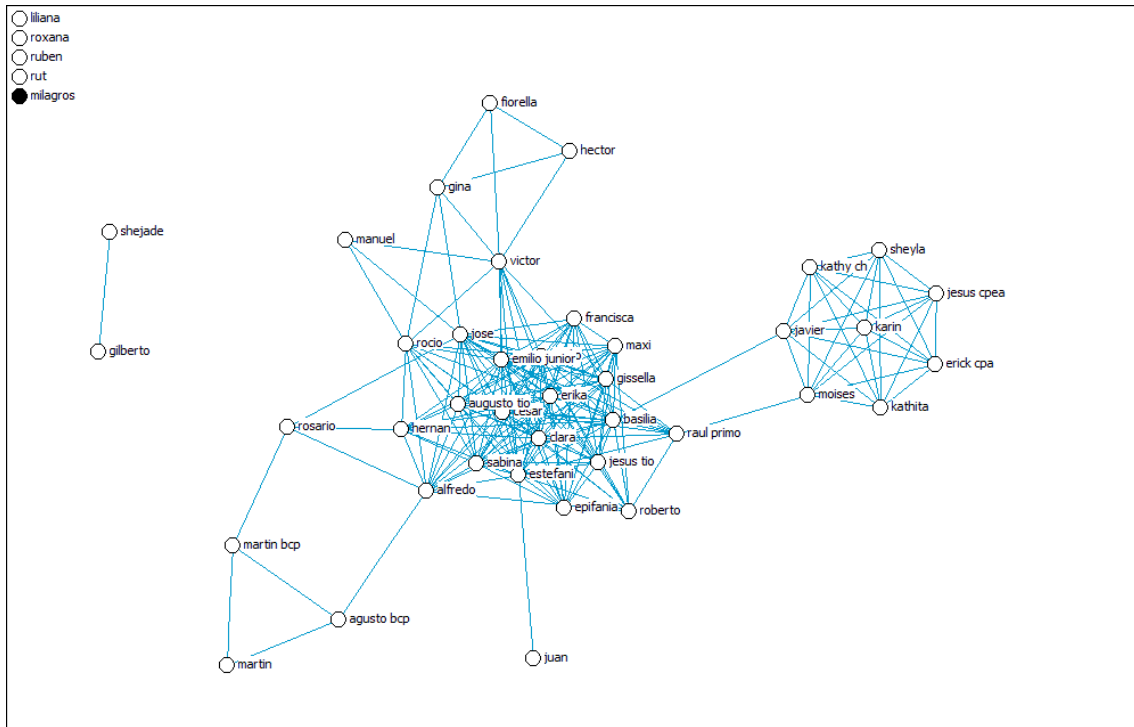 liliana
roxana
ruben
rut
milagros
fiorella
hector
gina
shejade
manuel
victor
sheyla
kathy ch
jesus cpea
francisca
javier
karin
jose
rocio
maxi
emilio junior
erick cpa
gilberto
gissella
erika
moises
augusto tio
kathita
cesar
basilia
rosario
hernan
raul primo
clara
sabina
jesus tio
estefani
alfredo
epifania
roberto
martin bcp
agusto bcp
juan
martin